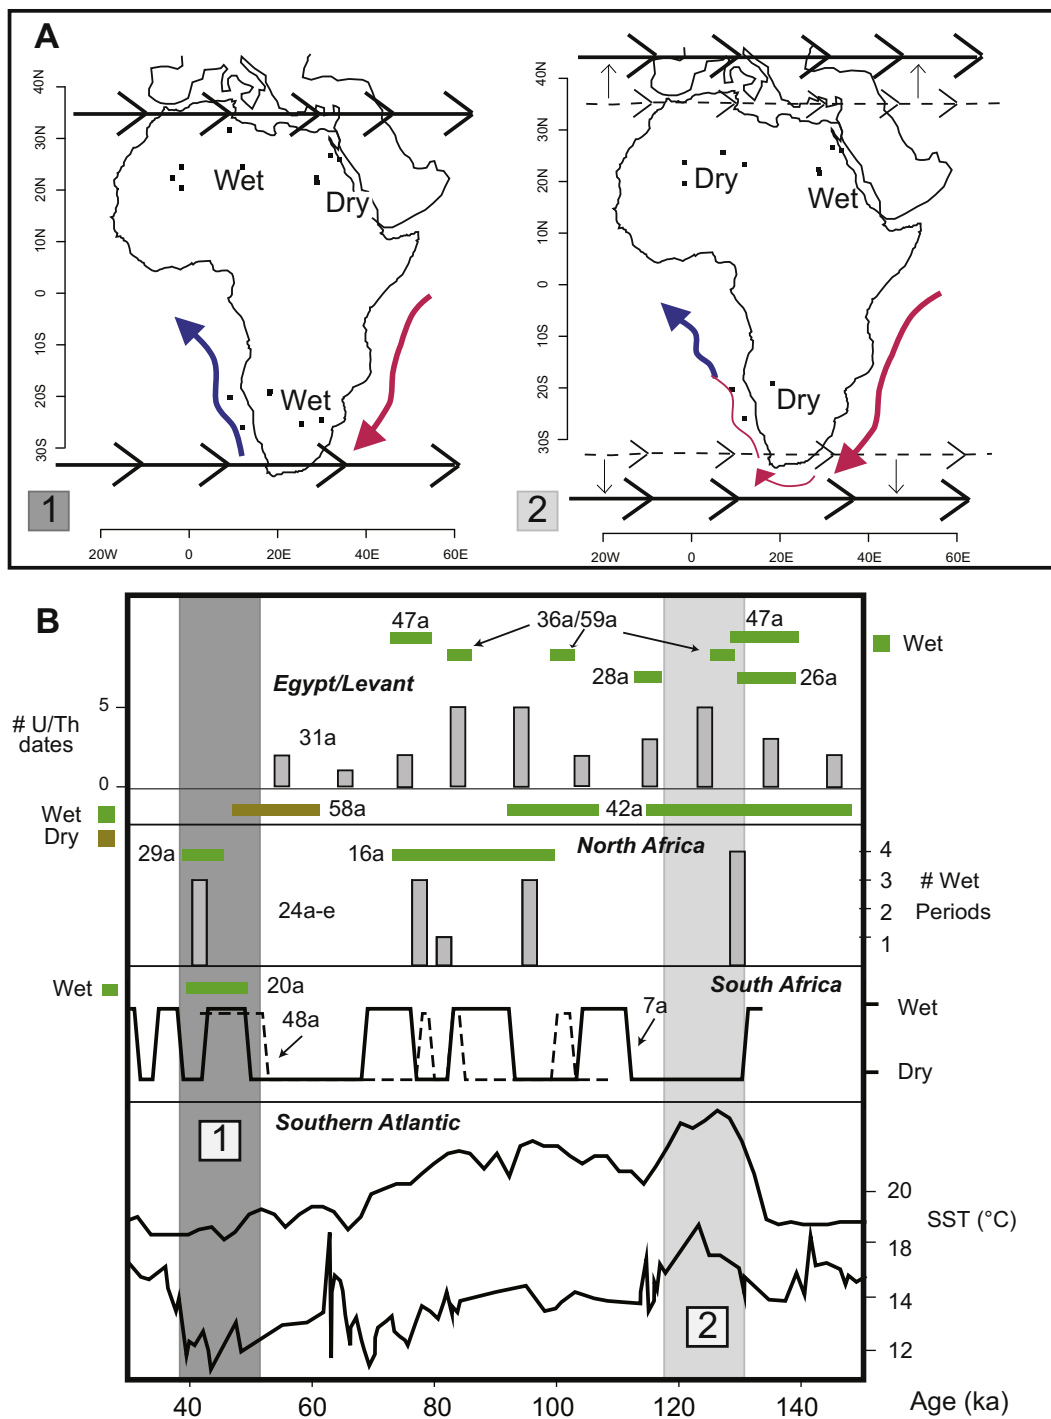 A
40N
30N
20N
10N
0
10S
20S
30S
Wet
Dry
Wet
1
20W
0
20E
40E
60E
40N
30N
20N
10N
0
10S
20S
30S
Dry
Wet
Dry
2
20W
0
20E
40E
60E
B
47a
36a/59a
47a
Wet
28a
26a
Egypt/Levant
5
# U/Th
dates
31a
0
Wet
58a
42a
Dry
North Africa
29a
16a
4
3
# Wet
24a-e
2
Periods
1
Wet
20a
South Africa
48a
7a
Wet
Dry
Southern Atlantic
1
20
SST (°C)
18
14
2
12
40
60
80
100
120
140
Age (ka)